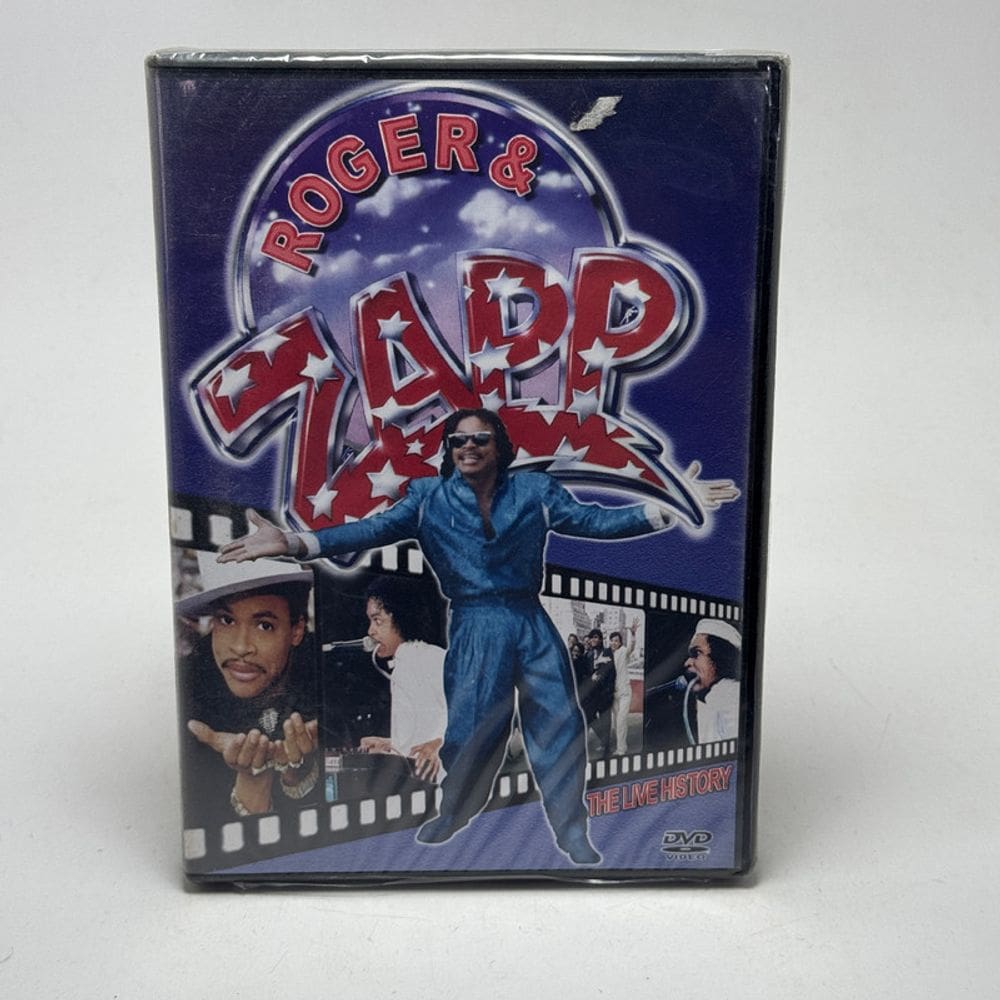 ROGER &
ZAPP
THE LIVE HISTORY
DVD
VIDEO